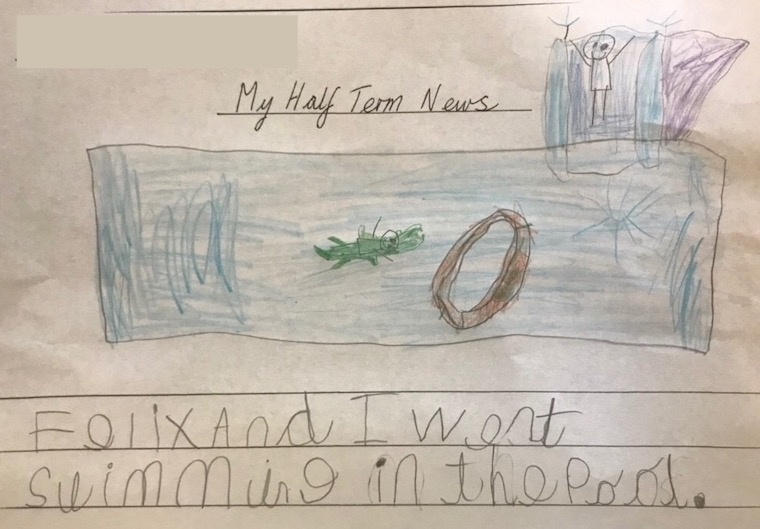 My Half Term News
Felix And I went
swimming in the Pool.